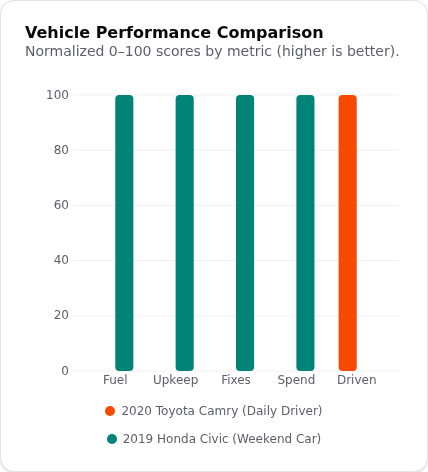 Vehicle Performance Comparison
Normalized 0–100 scores by metric (higher is better).
100
80
60
40
20
0
Fuel Upkeep Fixes Spend Driven
2020 Toyota Camry (Daily Driver)
2019 Honda Civic (Weekend Car)